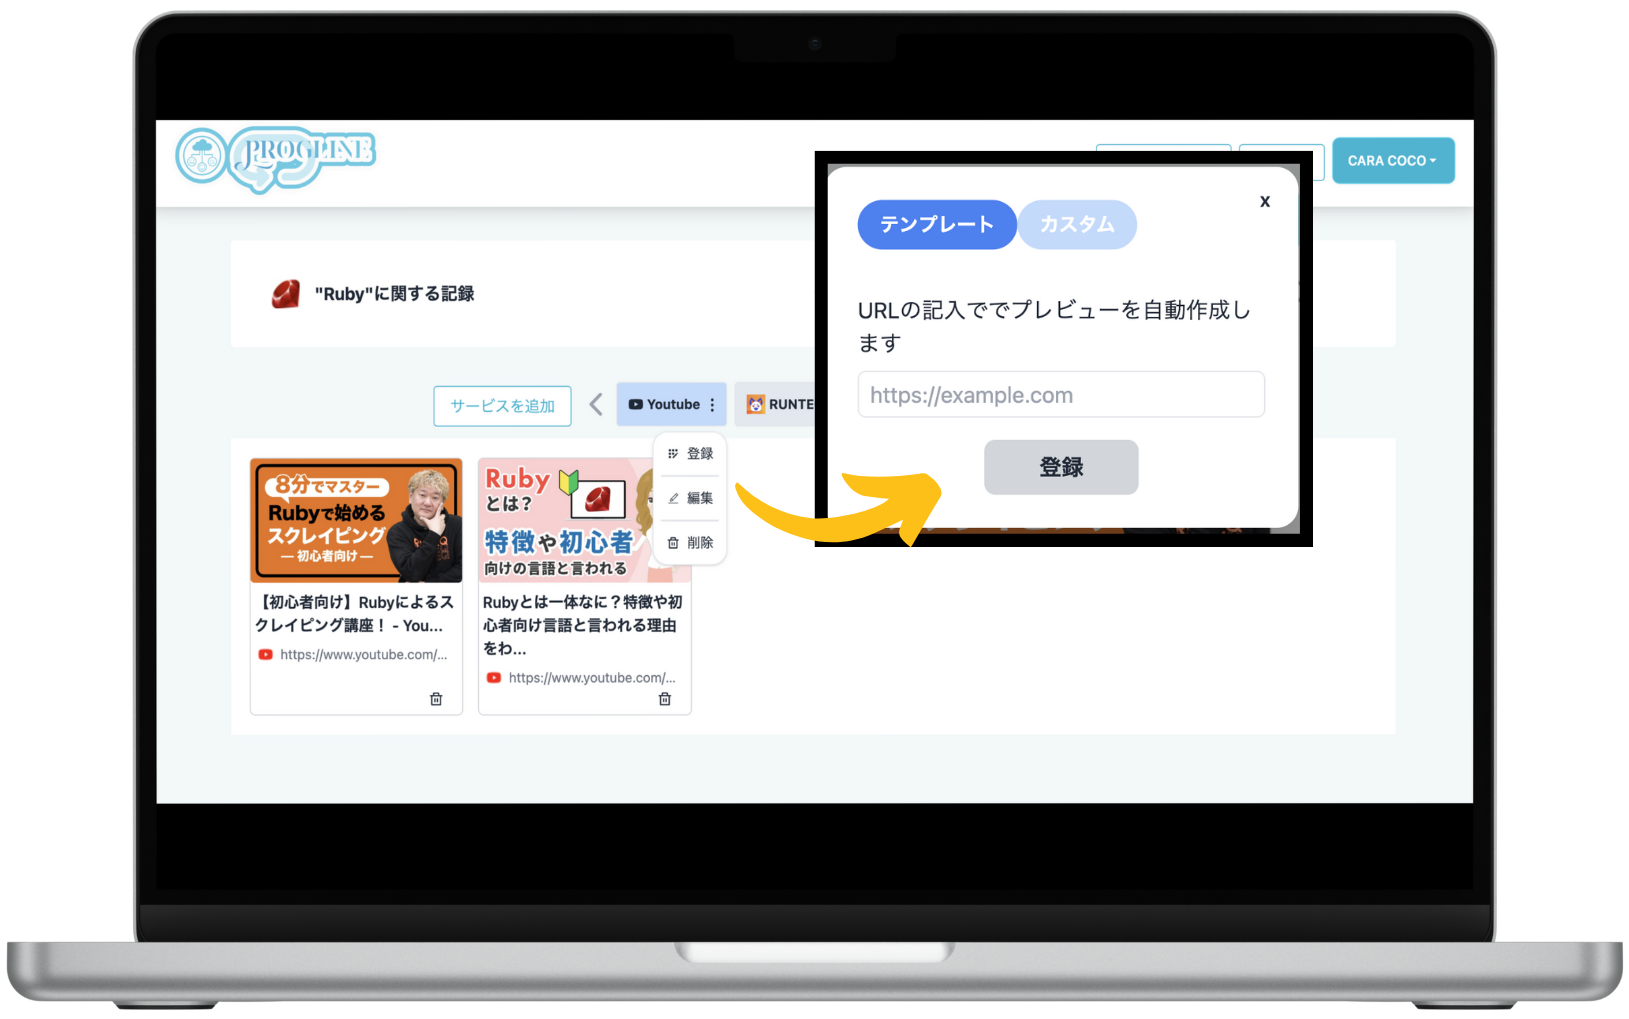 PROGLINE
CARA COCO
"Ruby"に関する記録
サービスを追加
Youtube
RUNTE
登録
編集
削除
8分でマスター
Rubyで始める
スクレイピング
ー初心者向けー
【初心者向け】Rubyによるス
クレイピング講座！ - You...
https://www.youtube.com/...
Ruby
とは？
特徴や初心者
向けの言語と言われる
Rubyとは一体なに？特徴や初
心者向け言語と言われる理由
をわ...
https://www.youtube.com/...
テンプレート
カスタム
x
URLの記入ででプレビューを自動作成し
ます
https://example.com
登録